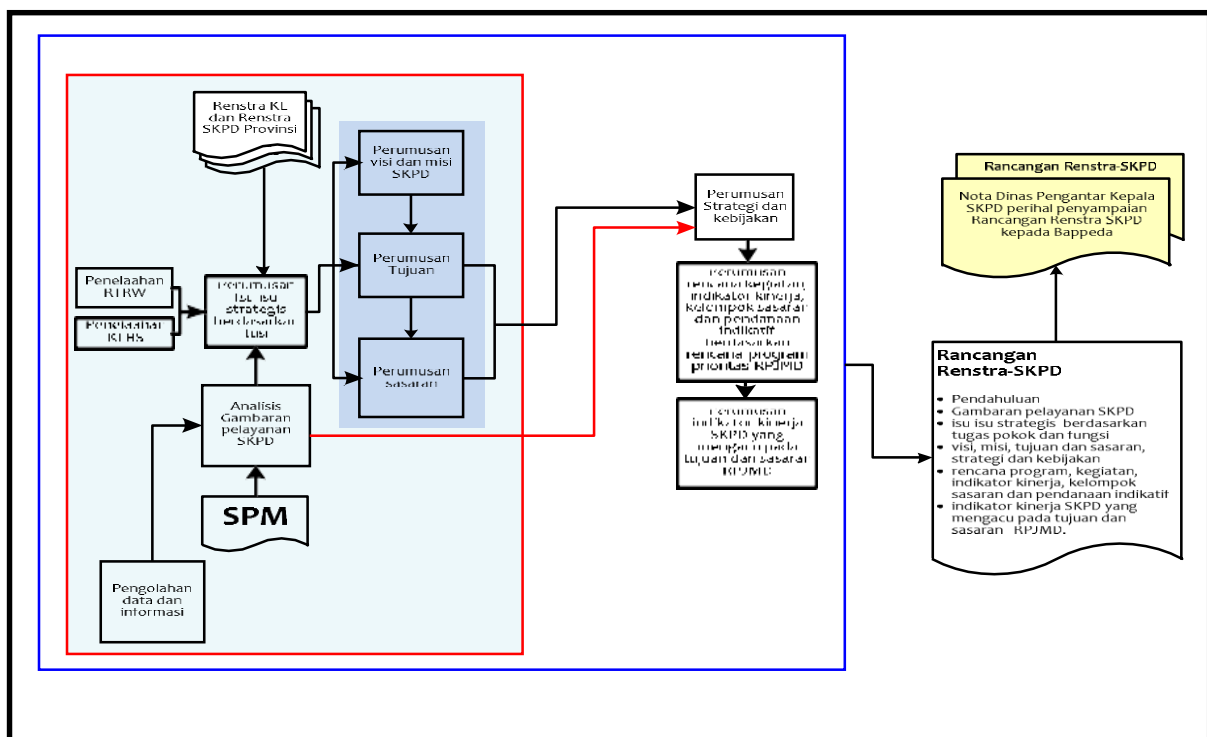 Renstra KL
dan Renstra
SKPD Provinsi
Perumusan
visi dan misi
SKPD
Perumusan
Tujuan
Perumusan
sasaran
Penelaahan
RTRW
Penelaahan
KLHS
Perumusan
isu isu
strategis
berdasarkan
tusi
Analisis
Gambaran
pelayanan
SKPD
SPM
Pengolahan
data dan
informasi
Perumusan
Strategi dan
kebijakan
Perumusan
rencana kegiatan,
indikator kinerja,
kelompok sasaran
dan pendanaan
indikatif
berdasarkan
rencana program
prioritas RPJMD
Perumusan
indikator kinerja
SKPD yang
mengacu pada
tujuan dan sasaran
RPJMD
Rancangan Renstra-SKPD
Nota Dinas Pengantar Kepala
SKPD perihal penyampaian
Rancangan Renstra SKPD
kepada Bappeda
Rancangan
Renstra-SKPD
• Pendahuluan
• Gambaran pelayanan SKPD
• isu isu strategis berdasarkan
tugas pokok dan fungsi
• visi, misi, tujuan dan sasaran,
strategi dan kebijakan
• rencana program, kegiatan,
indikator kinerja, kelompok
sasaran dan pendanaan indikatif
• indikator kinerja SKPD yang
mengacu pada tujuan dan
sasaran RPJMD.